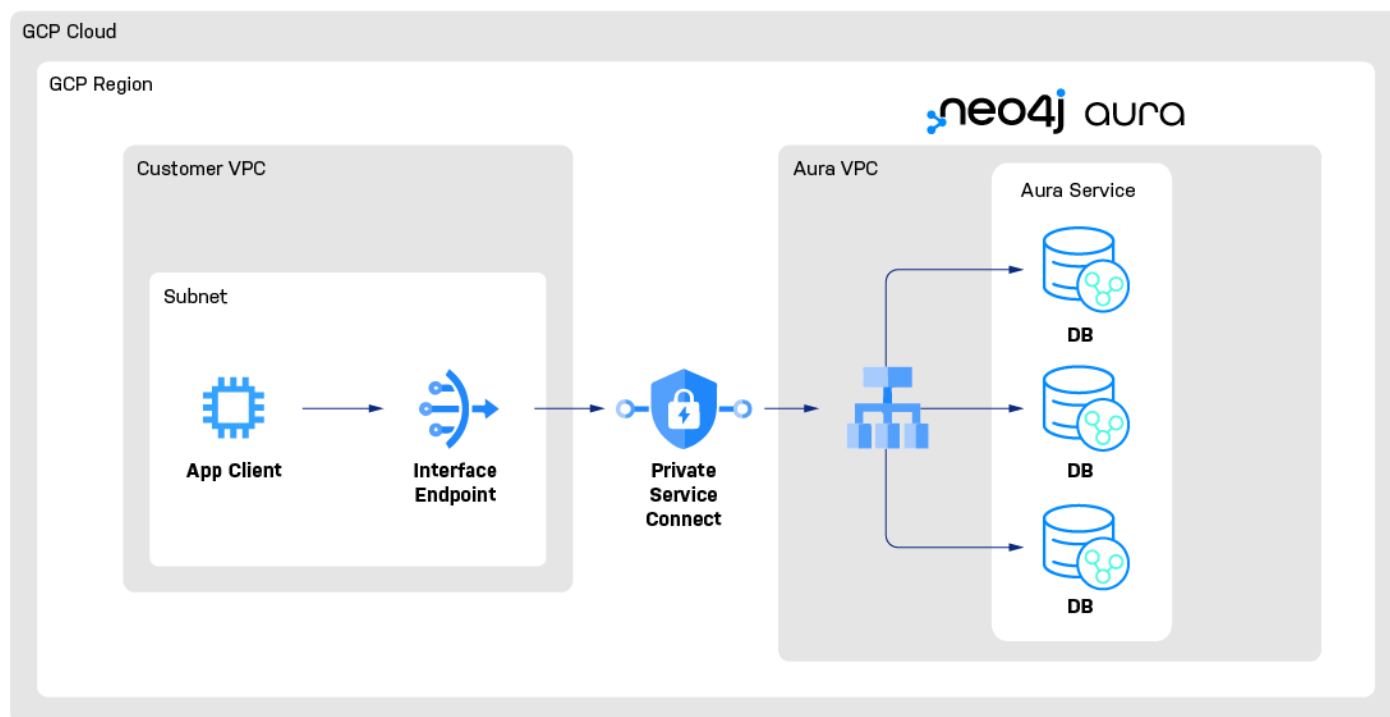 GCP Cloud
GCP Region
neo4j aura
Customer VPC
Aura VPC
Aura Service
Subnet
DB
App Client
Interface
Endpoint
Private
Service
Connect
DB
DB